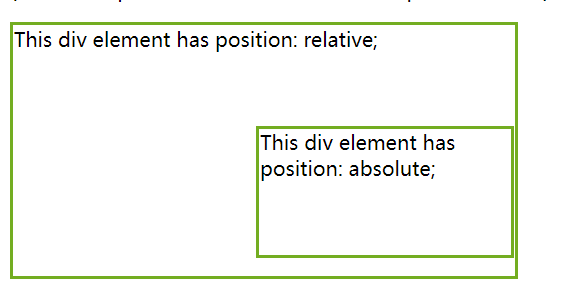 This div element has position: relative;
This div element has
position: absolute;